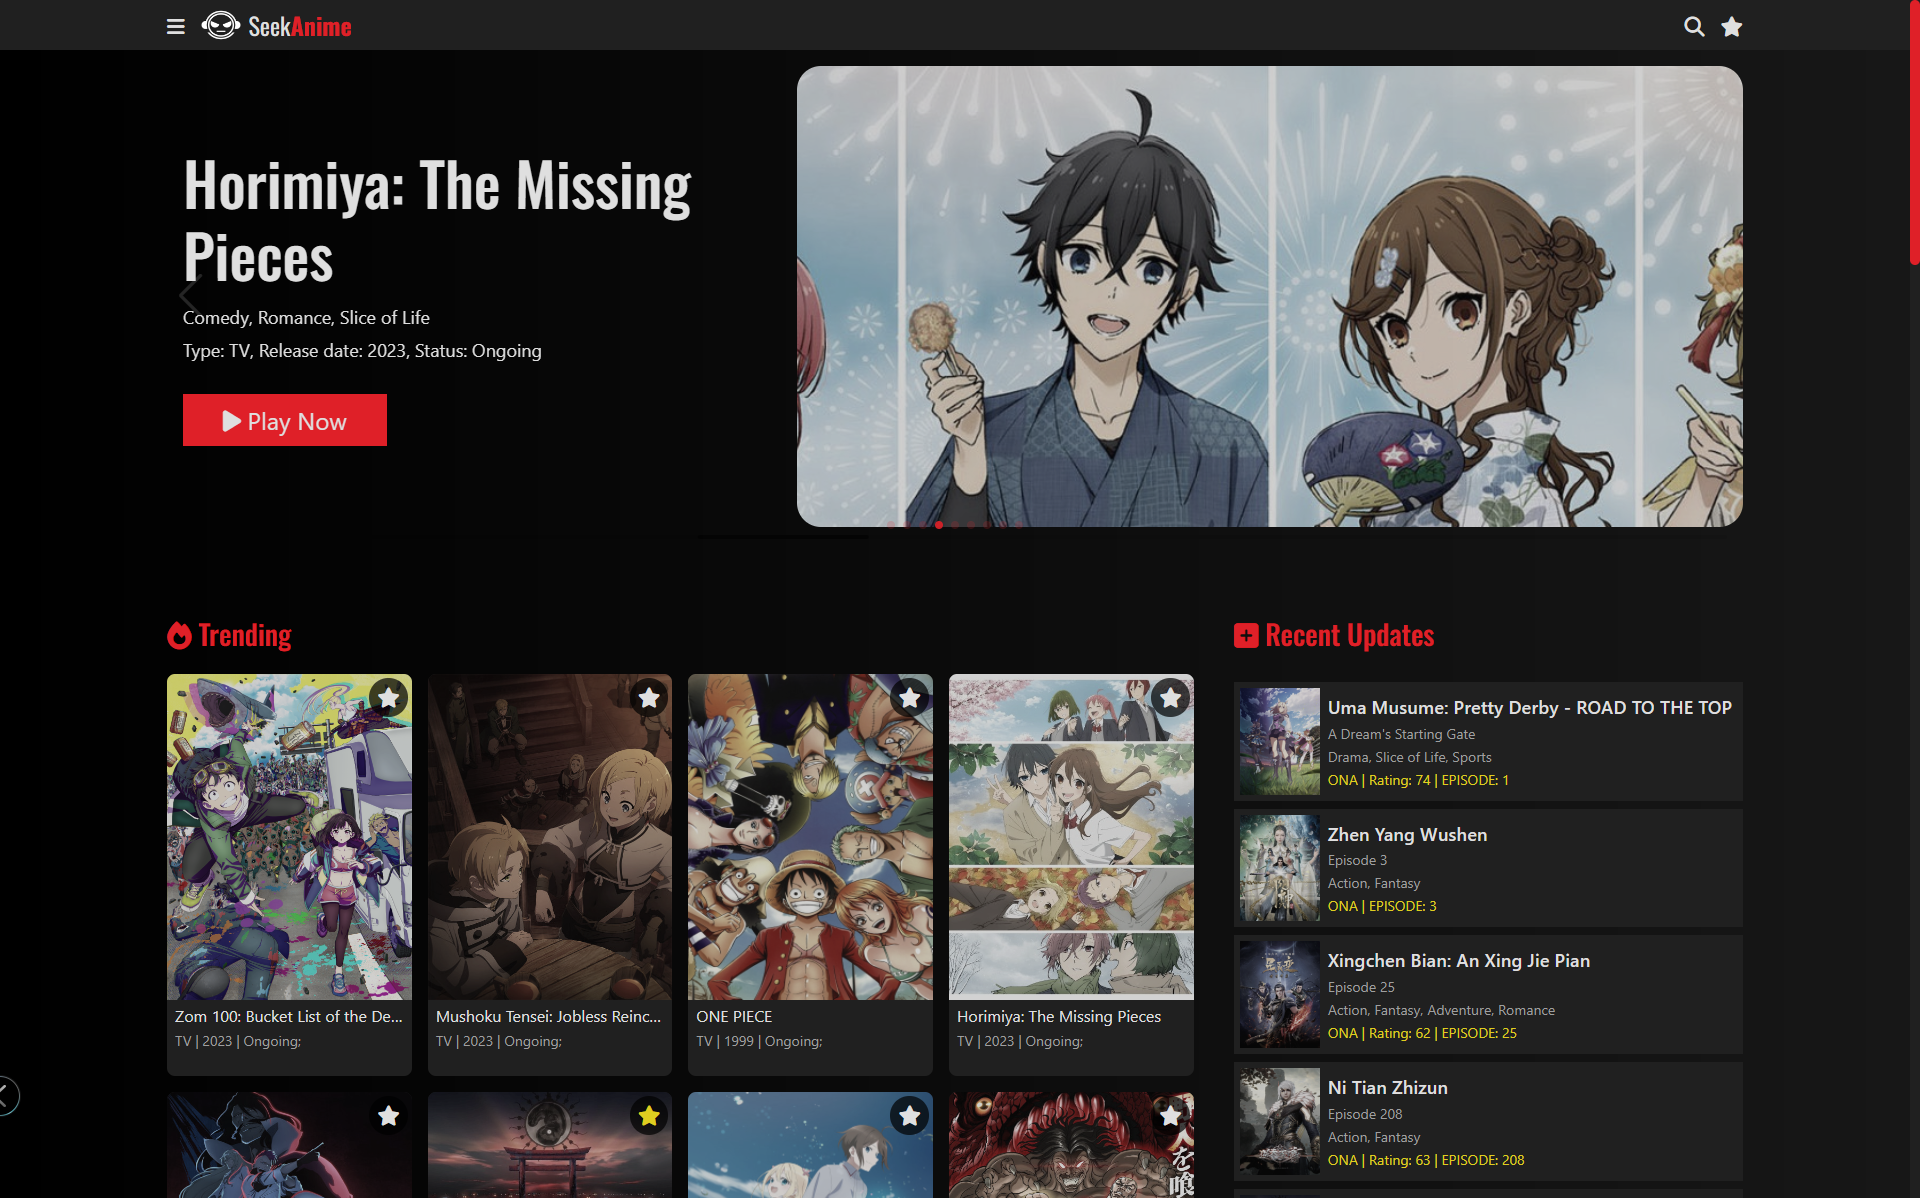 SeekAnime
Horimiya: The Missing
Pieces
Comedy, Romance, Slice of Life
Type: TV, Release date: 2023, Status: Ongoing
Play Now
Trending
Zom 100: Bucket List of the De...
TV | 2023 | Ongoing;
Mushoku Tensei: Jobless Reinc...
TV | 2023 | Ongoing;
ONE PIECE
TV | 1999 | Ongoing;
Horimiya: The Missing Pieces
TV | 2023 | Ongoing;
Recent Updates
Uma Musume: Pretty Derby - ROAD TO THE TOP
A Dream's Starting Gate
Drama, Slice of Life, Sports
ONA | Rating: 74 | EPISODE: 1
Zhen Yang Wushen
Episode 3
Action, Fantasy
ONA | EPISODE: 3
Xingchen Bian: An Xing Jie Pian
Episode 25
Action, Fantasy, Adventure, Romance
ONA | Rating: 62 | EPISODE: 25
Ni Tian Zhizun
Episode 208
Action, Fantasy
ONA | Rating: 63 | EPISODE: 208